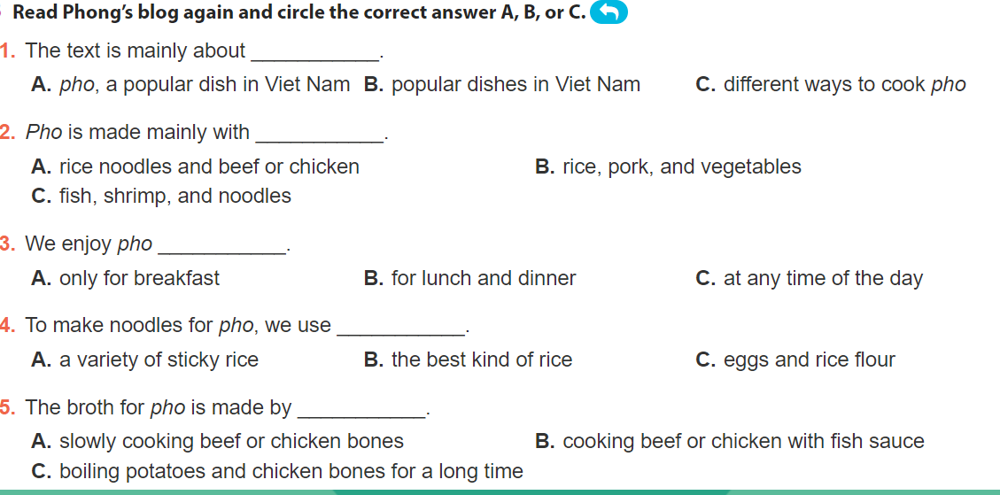 Read Phong’s blog again and circle the correct answer A, B, or C.
1. The text is mainly about ___________.
A. pho, a popular dish in Viet Nam B. popular dishes in Viet Nam C. different ways to cook pho
2. Pho is made mainly with ___________.
A. rice noodles and beef or chicken B. rice, pork, and vegetables
C. fish, shrimp, and noodles
3. We enjoy pho ___________.
A. only for breakfast B. for lunch and dinner C. at any time of the day
4. To make noodles for pho, we use ___________.
A. a variety of sticky rice B. the best kind of rice C. eggs and rice flour
5. The broth for pho is made by ___________.
A. slowly cooking beef or chicken bones B. cooking beef or chicken with fish sauce
C. boiling potatoes and chicken bones for a long time